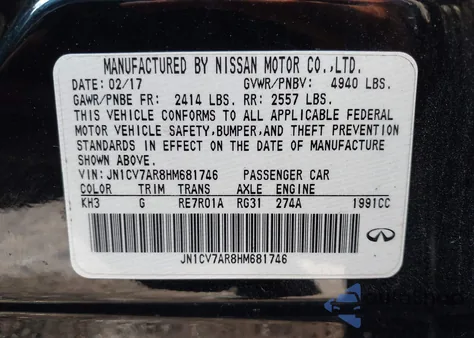 MANUFACTURED BY NISSAN MOTOR CO.,LTD.
DATE: 02/17 GVWR/PNBV: 4940 LBS.
GAWR/PNBE FR: 2414 LBS. RR: 2557 LBS.
THIS VEHICLE CONFORMS TO ALL APPLICABLE FEDERAL
MOTOR VEHICLE SAFETY,BUMPER,AND THEFT PREVENTION
STANDARDS IN EFFECT ON THE DATE OF MANUFACTURE
SHOWN ABOVE.
VIN: JN1CV7AR8HM681746 PASSENGER CAR
COLOR TRIM TRANS AXLE ENGINE
KH3 G RE7R01A RG31 274A 1991CC
JN1CV7AR8HM681746